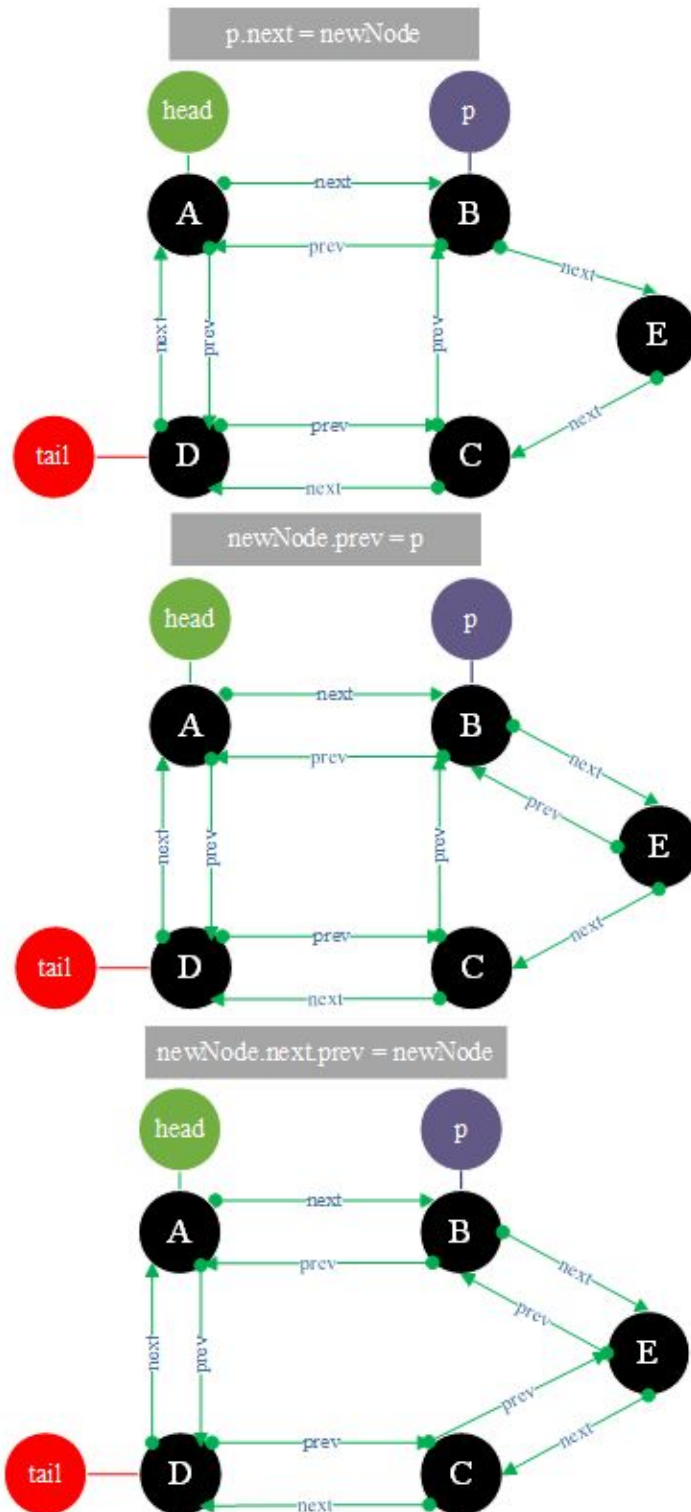 p.next = newNode
head
p
A
next
B
prev
next
E
next
prev
prev
next
tail
D
prev
C
next
newNode.prev = p
head
p
A
next
B
prev
next
prev
E
next
prev
prev
next
tail
D
prev
C
next
newNode.next.prev = newNode
head
p
A
next
B
prev
next
prev
E
next
prev
prev
next
tail
D
prev
C
next